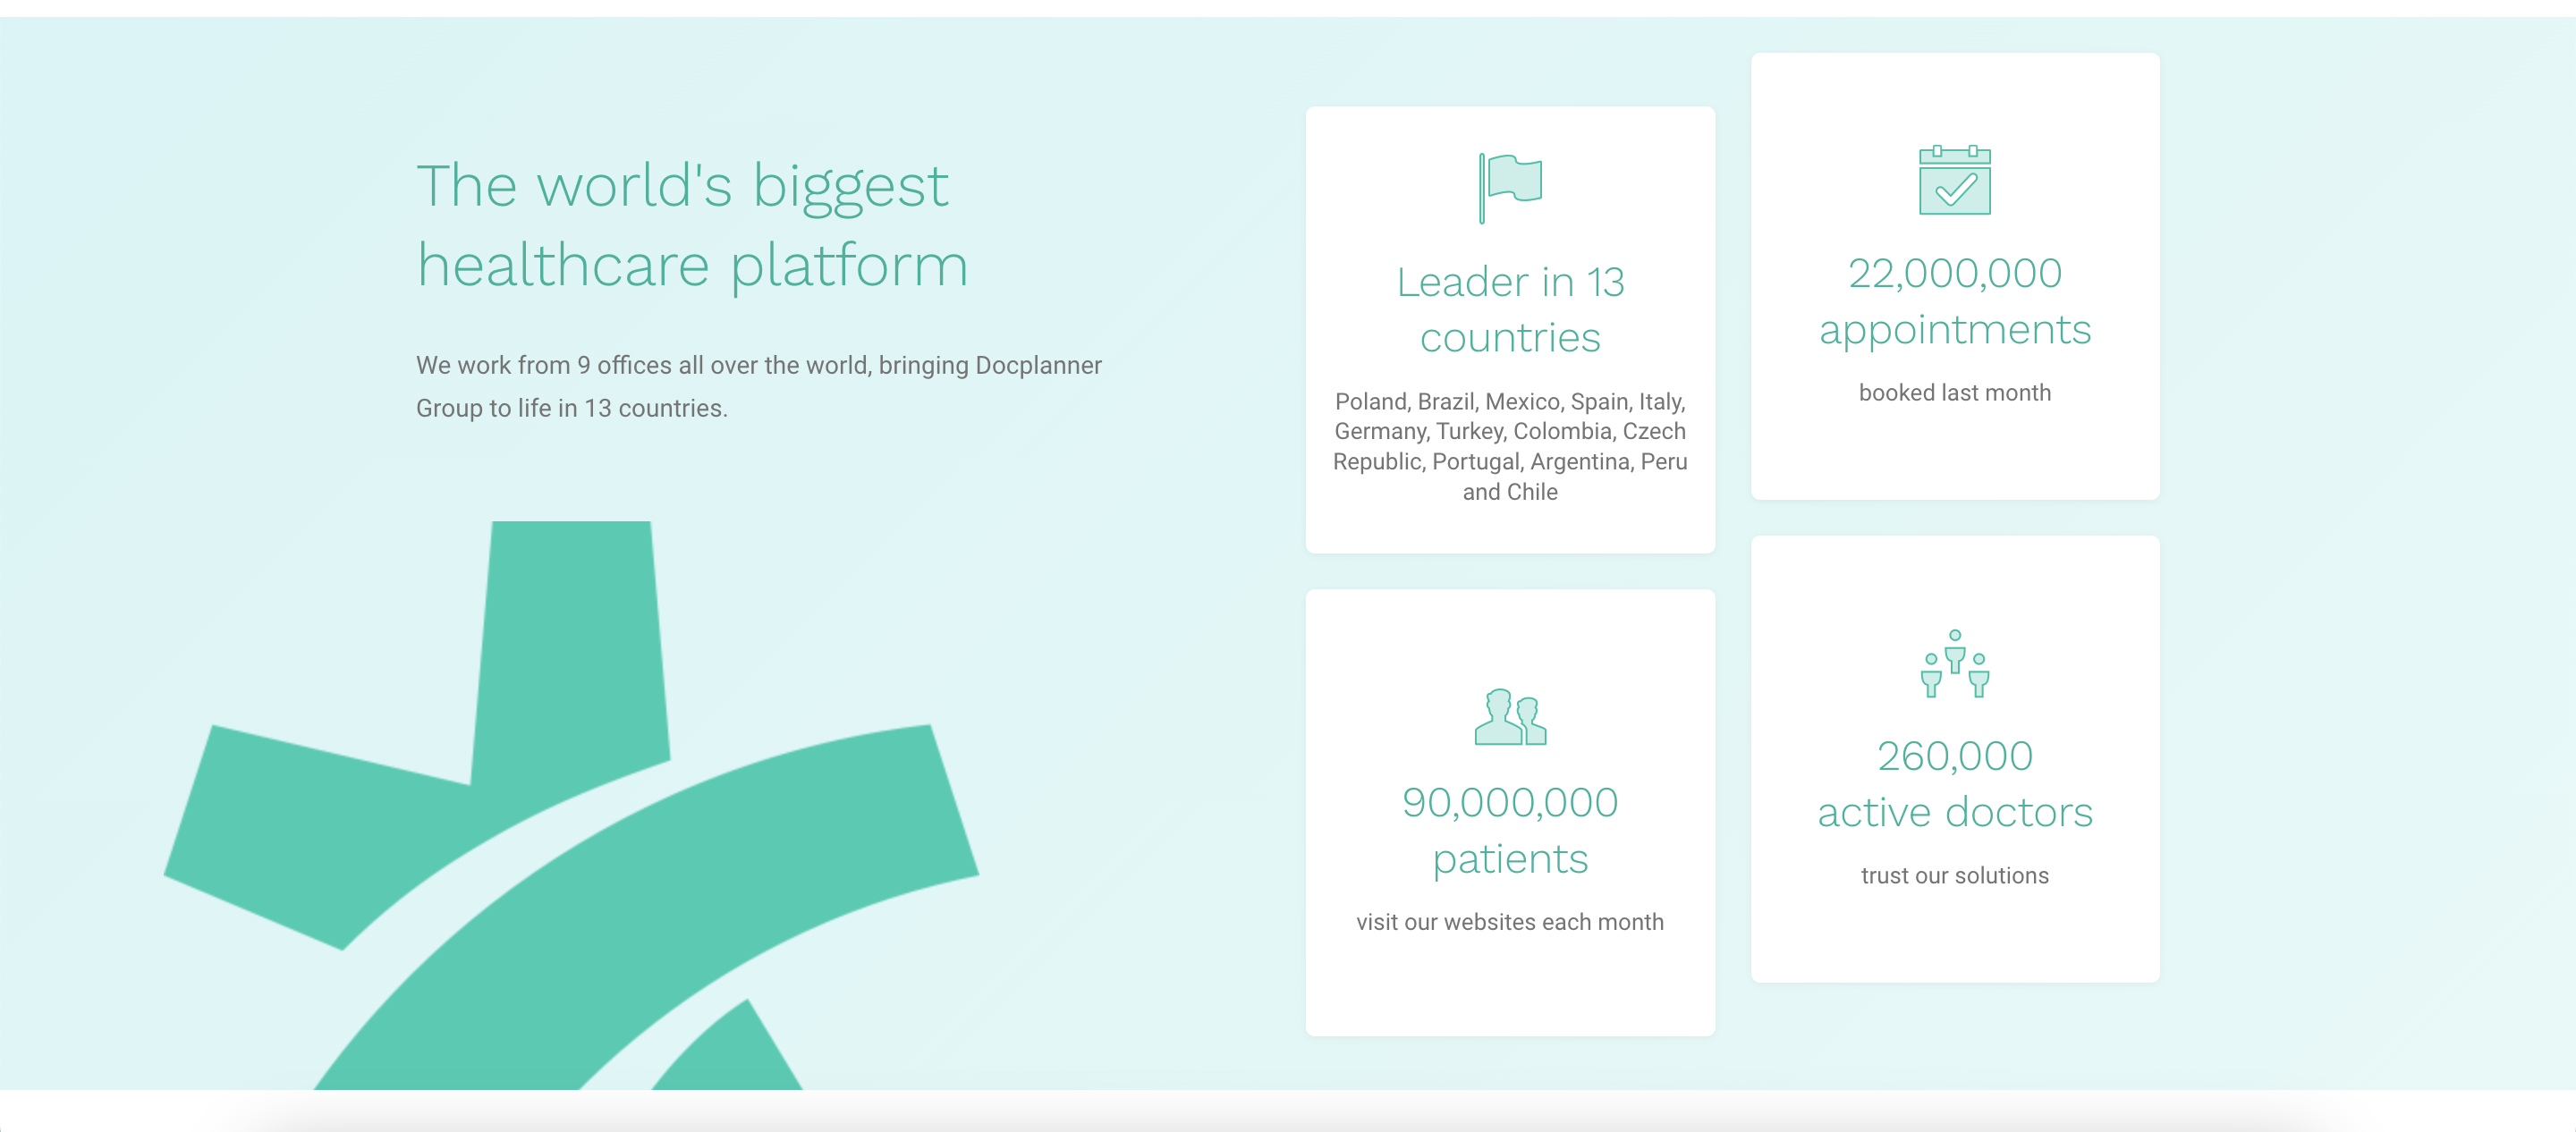 The world's biggest
healthcare platform
We work from 9 offices all over the world, bringing Docplanner
Group to life in 13 countries.
Leader in 13
countries
Poland, Brazil, Mexico, Spain, Italy,
Germany, Turkey, Colombia, Czech
Republic, Portugal, Argentina, Peru
and Chile
22,000,000
appointments
booked last month
90,000,000
patients
visit our websites each month
260,000
active doctors
trust our solutions